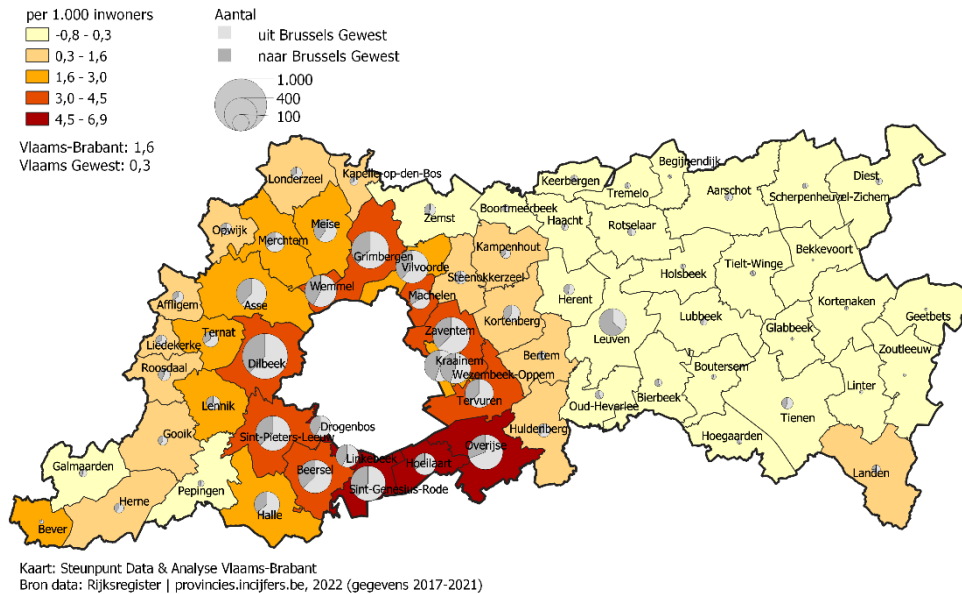 per 1.000 inwoners
-0,8 - 0,3
0,3 - 1,6
1,6 - 3,0
3,0 - 4,5
4,5 - 6,9
Vlaams-Brabant: 1,6
Vlaams Gewest: 0,3
Aantal
uit Brussels Gewest
naar Brussels Gewest
1.000
400
100
Londerzeel
Kapelle-op-den-Bos
Keerbergen
Begijnendijk
Tremelo
Aarschot
Diest
Scherpenheuvel-Zichem
Zemst
Boortmeerbeek
Haacht
Rotselaar
Opwijk
Meise
Merchtem
Grimbergen
Kampenhout
Bekkevoort
Vilvoorde
Steenokkerzeel
Holsbeek
Tielt-Winge
Wemmel
Asse
Machelen
Herent
Affligem
Kortenaken
Kortenberg
Lubbeek
Geetbets
Ternat
Zaventem
Leuven
Glabbeek
Liedekerke
Dilbeek
Kraainem
Bertem
Zoutleeuw
Roosdaal
Wezembeek-Oppem
Boutersem
Linter
Tervuren
Bierbeek
Lennik
Oud-Heverlee
Tienen
Drogenbos
Huldenberg
Gooik
Sint-Pieters-Leeuw
Hoegaarden
Overijse
Linkebeek
Hoeilaart
Galmaarden
Beersel
Landen
Pepingen
Sint-Genesius-Rode
Herne
Halle
Bever
Kaart: Steunpunt Data & Analyse Vlaams-Brabant
Bron data: Rijksregister | provincies.incijfers.be, 2022 (gegevens 2017-2021)